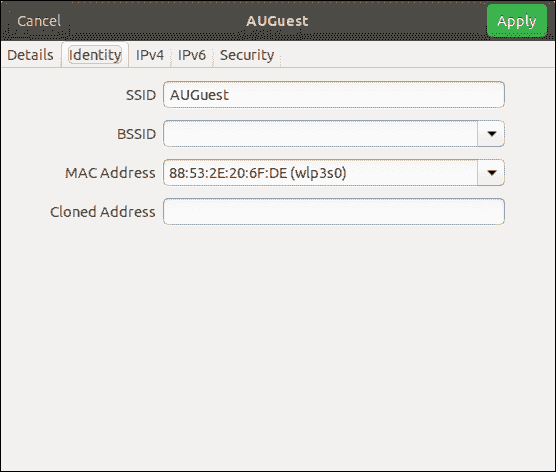 Cancel AUGuest Apply
Details Identity IPv4 IPv6 Security
SSID AUGuest
BSSID
MAC Address 88:53:2E:20:6F:DE (wlp3s0)
Cloned Address